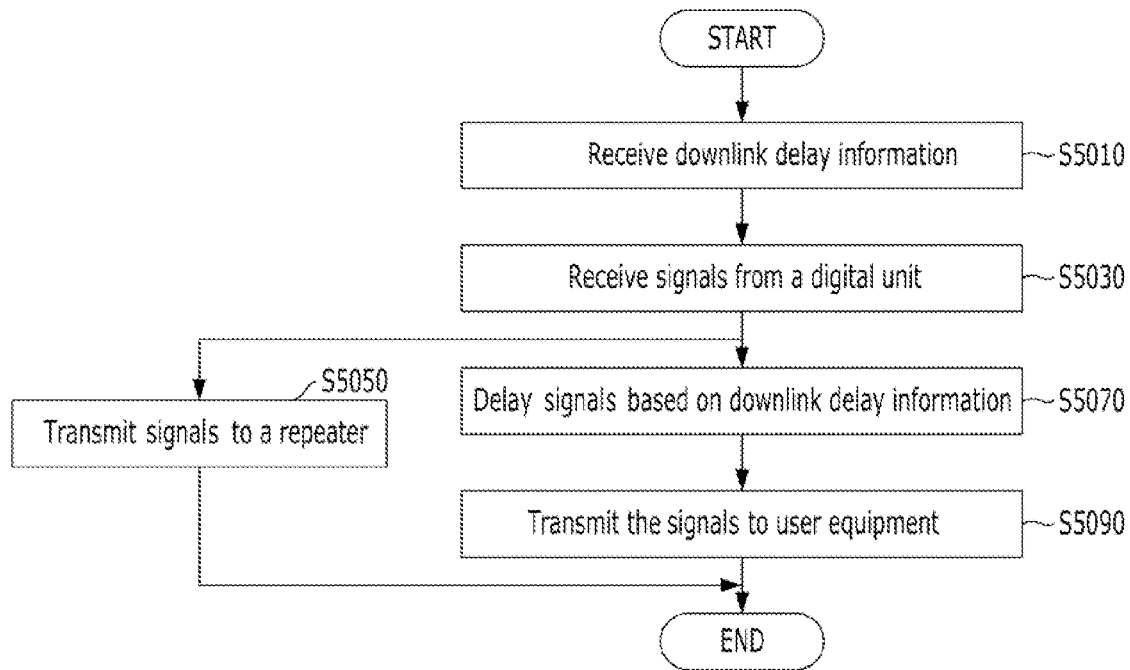 START
Receive downlink delay information
S5010
Receive signals from a digital unit
S5030
S5050
Transmit signals to a repeater
Delay signals based on downlink delay information
S5070
Transmit the signals to user equipment
S5090
END